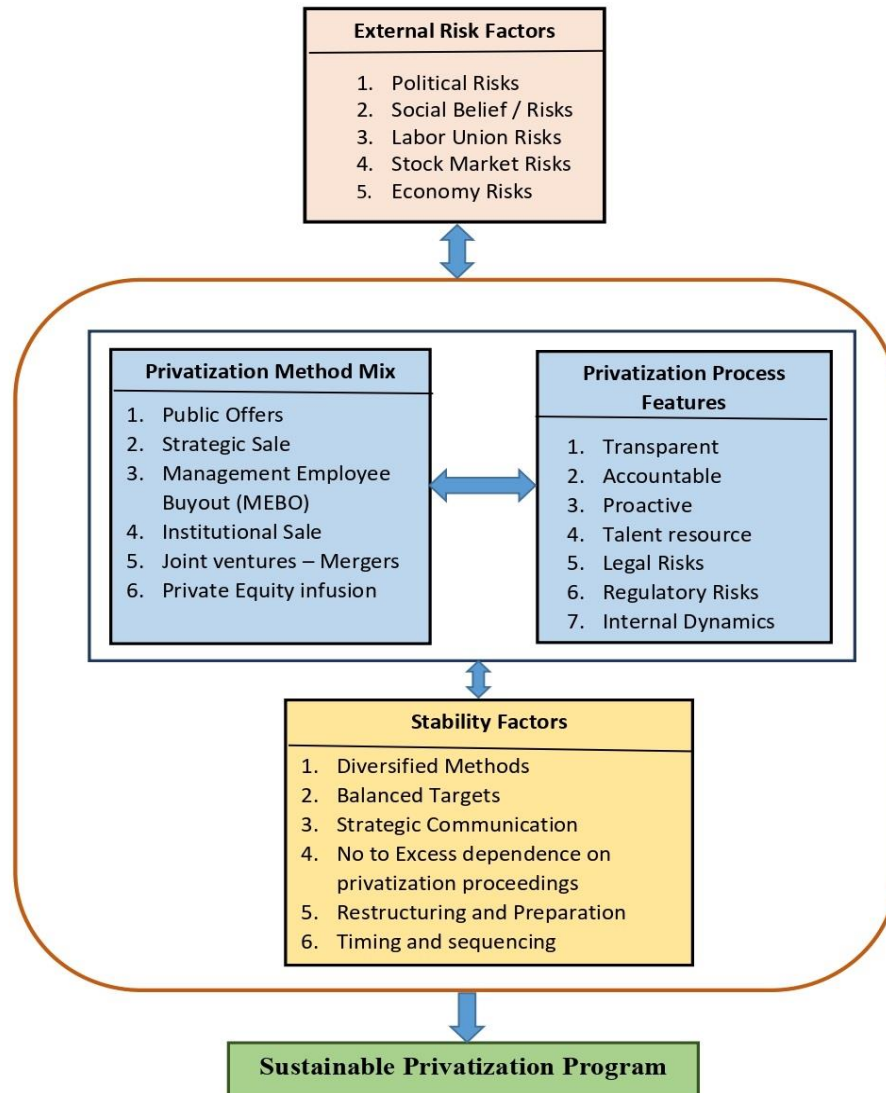 External Risk Factors
1. Political Risks
2. Social Belief / Risks
3. Labor Union Risks
4. Stock Market Risks
5. Economy Risks
Privatization Method Mix
1. Public Offers
2. Strategic Sale
3. Management Employee
Buyout (MEBO)
4. Institutional Sale
5. Joint ventures – Mergers
6. Private Equity infusion
Privatization Process
Features
1. Transparent
2. Accountable
3. Proactive
4. Talent resource
5. Legal Risks
6. Regulatory Risks
7. Internal Dynamics
Stability Factors
1. Diversified Methods
2. Balanced Targets
3. Strategic Communication
4. No to Excess dependence on
privatization proceedings
5. Restructuring and Preparation
6. Timing and sequencing
Sustainable Privatization Program